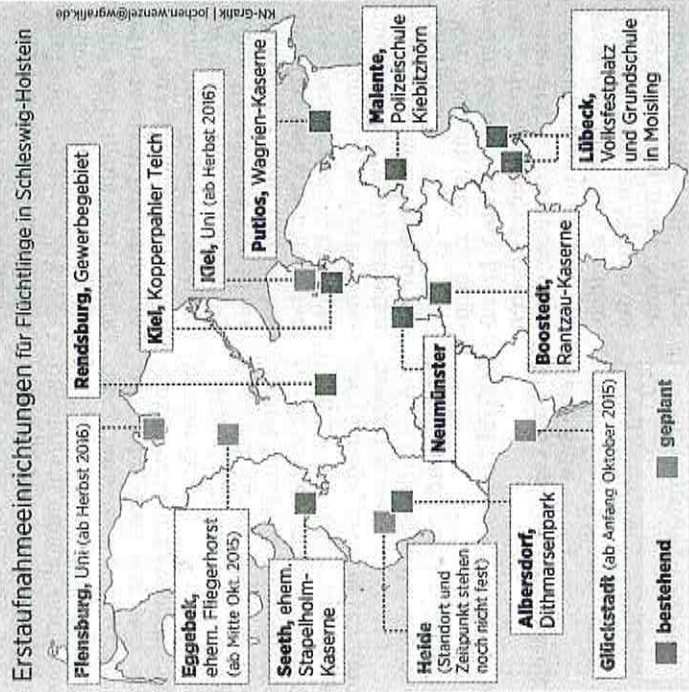 Erstaufnahmeeinrichtungen für Flüchtlinge in Schleswig-Holstein
Flensburg, Uni (ab Herbst 2016)
Rendsburg, Gewerbegebiet
Kiel, Kopperpahler Teich
Kiel, Uni (ab Herbst 2016)
Putlos, Wagrien-Kaserne
Eggebek,
ehem. Fliegerhorst
(ab Mitte Okt. 2015)
Seeth, ehem.
Stapelholm-
Kaserne
Malente,
Polizeischule
Kiebitzhörn
Heide
(Standort und
Zeitpunkt stehen
noch nicht fest)
Neumünster
Albersdorf,
Dithmarsenpark
Boostedt,
Rantzau-Kaserne
Lübeck,
Volksfestplatz
und Grundschule
in Moisling
Glückstadt (ab Anfang Oktober 2015)
bestehend
geplant
KN-Grafik | jochen.wenzel@wgrafik.de